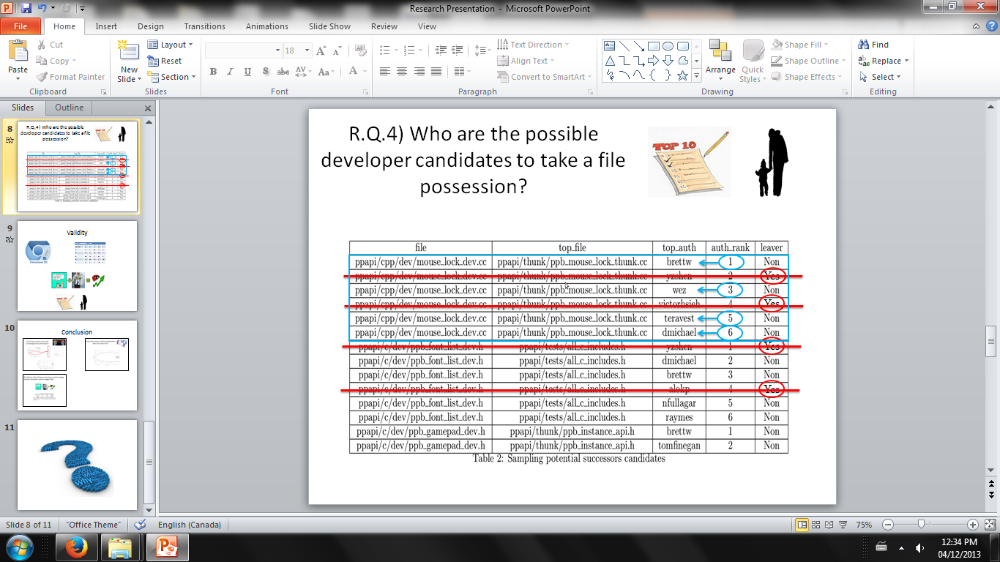 Research Presentation - Microsoft PowerPoint
File Home Insert Design Transitions Animations Slide Show Review View
Paste
Cut
Copy
Format Painter
Clipboard
New Slide
Layout
Reset
Section
Slides
18
Font
Paragraph
Text Direction
Align Text
Convert to SmartArt
Arrange
Quick Styles
Shape Fill
Shape Outline
Shape Effects
Drawing
Find
Replace
Select
Editing
Slides Outline
8
R.Q.4) Who are the possible
developer candidates to take a file
possession?
9
Validity
10
Conclusion
11
R.Q.4) Who are the possible
developer candidates to take a file
possession?
TOP 10
file top_file top_auth auth_rank leaver
ppapi/cpp/dev/mouse_lock_dev.cc ppapi/thunk/ppb_mouse_lock_thunk.cc brettw 1 Non
ppapi/cpp/dev/mouse_lock_dev.cc ppapi/thunk/ppb_mouse_lock_thunk.cc yzshen 2 Yes
ppapi/cpp/dev/mouse_lock_dev.cc ppapi/thunk/ppb_mouse_lock_thunk.cc wez 3 Non
ppapi/cpp/dev/mouse_lock_dev.cc ppapi/thunk/ppb_mouse_lock_thunk.cc victorhsieh 4 Yes
ppapi/cpp/dev/mouse_lock_dev.cc ppapi/thunk/ppb_mouse_lock_thunk.cc teravest 5 Non
ppapi/cpp/dev/mouse_lock_dev.cc ppapi/thunk/ppb_mouse_lock_thunk.cc dmichael 6 Non
ppapi/c/dev/ppb_font_list_dev.h ppapi/tests/all_c_includes.h yzshen 1 Yes
ppapi/c/dev/ppb_font_list_dev.h ppapi/tests/all_c_includes.h dmichael 2 Non
ppapi/c/dev/ppb_font_list_dev.h ppapi/tests/all_c_includes.h brettw 3 Non
ppapi/c/dev/ppb_font_list_dev.h ppapi/tests/all_c_includes.h alokp 4 Yes
ppapi/c/dev/ppb_font_list_dev.h ppapi/tests/all_c_includes.h nfullagar 5 Non
ppapi/c/dev/ppb_font_list_dev.h ppapi/tests/all_c_includes.h raymes 6 Non
ppapi/c/dev/ppb_gamepad_dev.h ppapi/thunk/ppb_instance_api.h brettw 1 Non
ppapi/c/dev/ppb_gamepad_dev.h ppapi/thunk/ppb_instance_api.h tomfinegan 2 Non
Table 2: Sampling potential successors candidates
Slide 8 of 11 "Office Theme" English (Canada) 75%
12:34 PM
04/12/2013